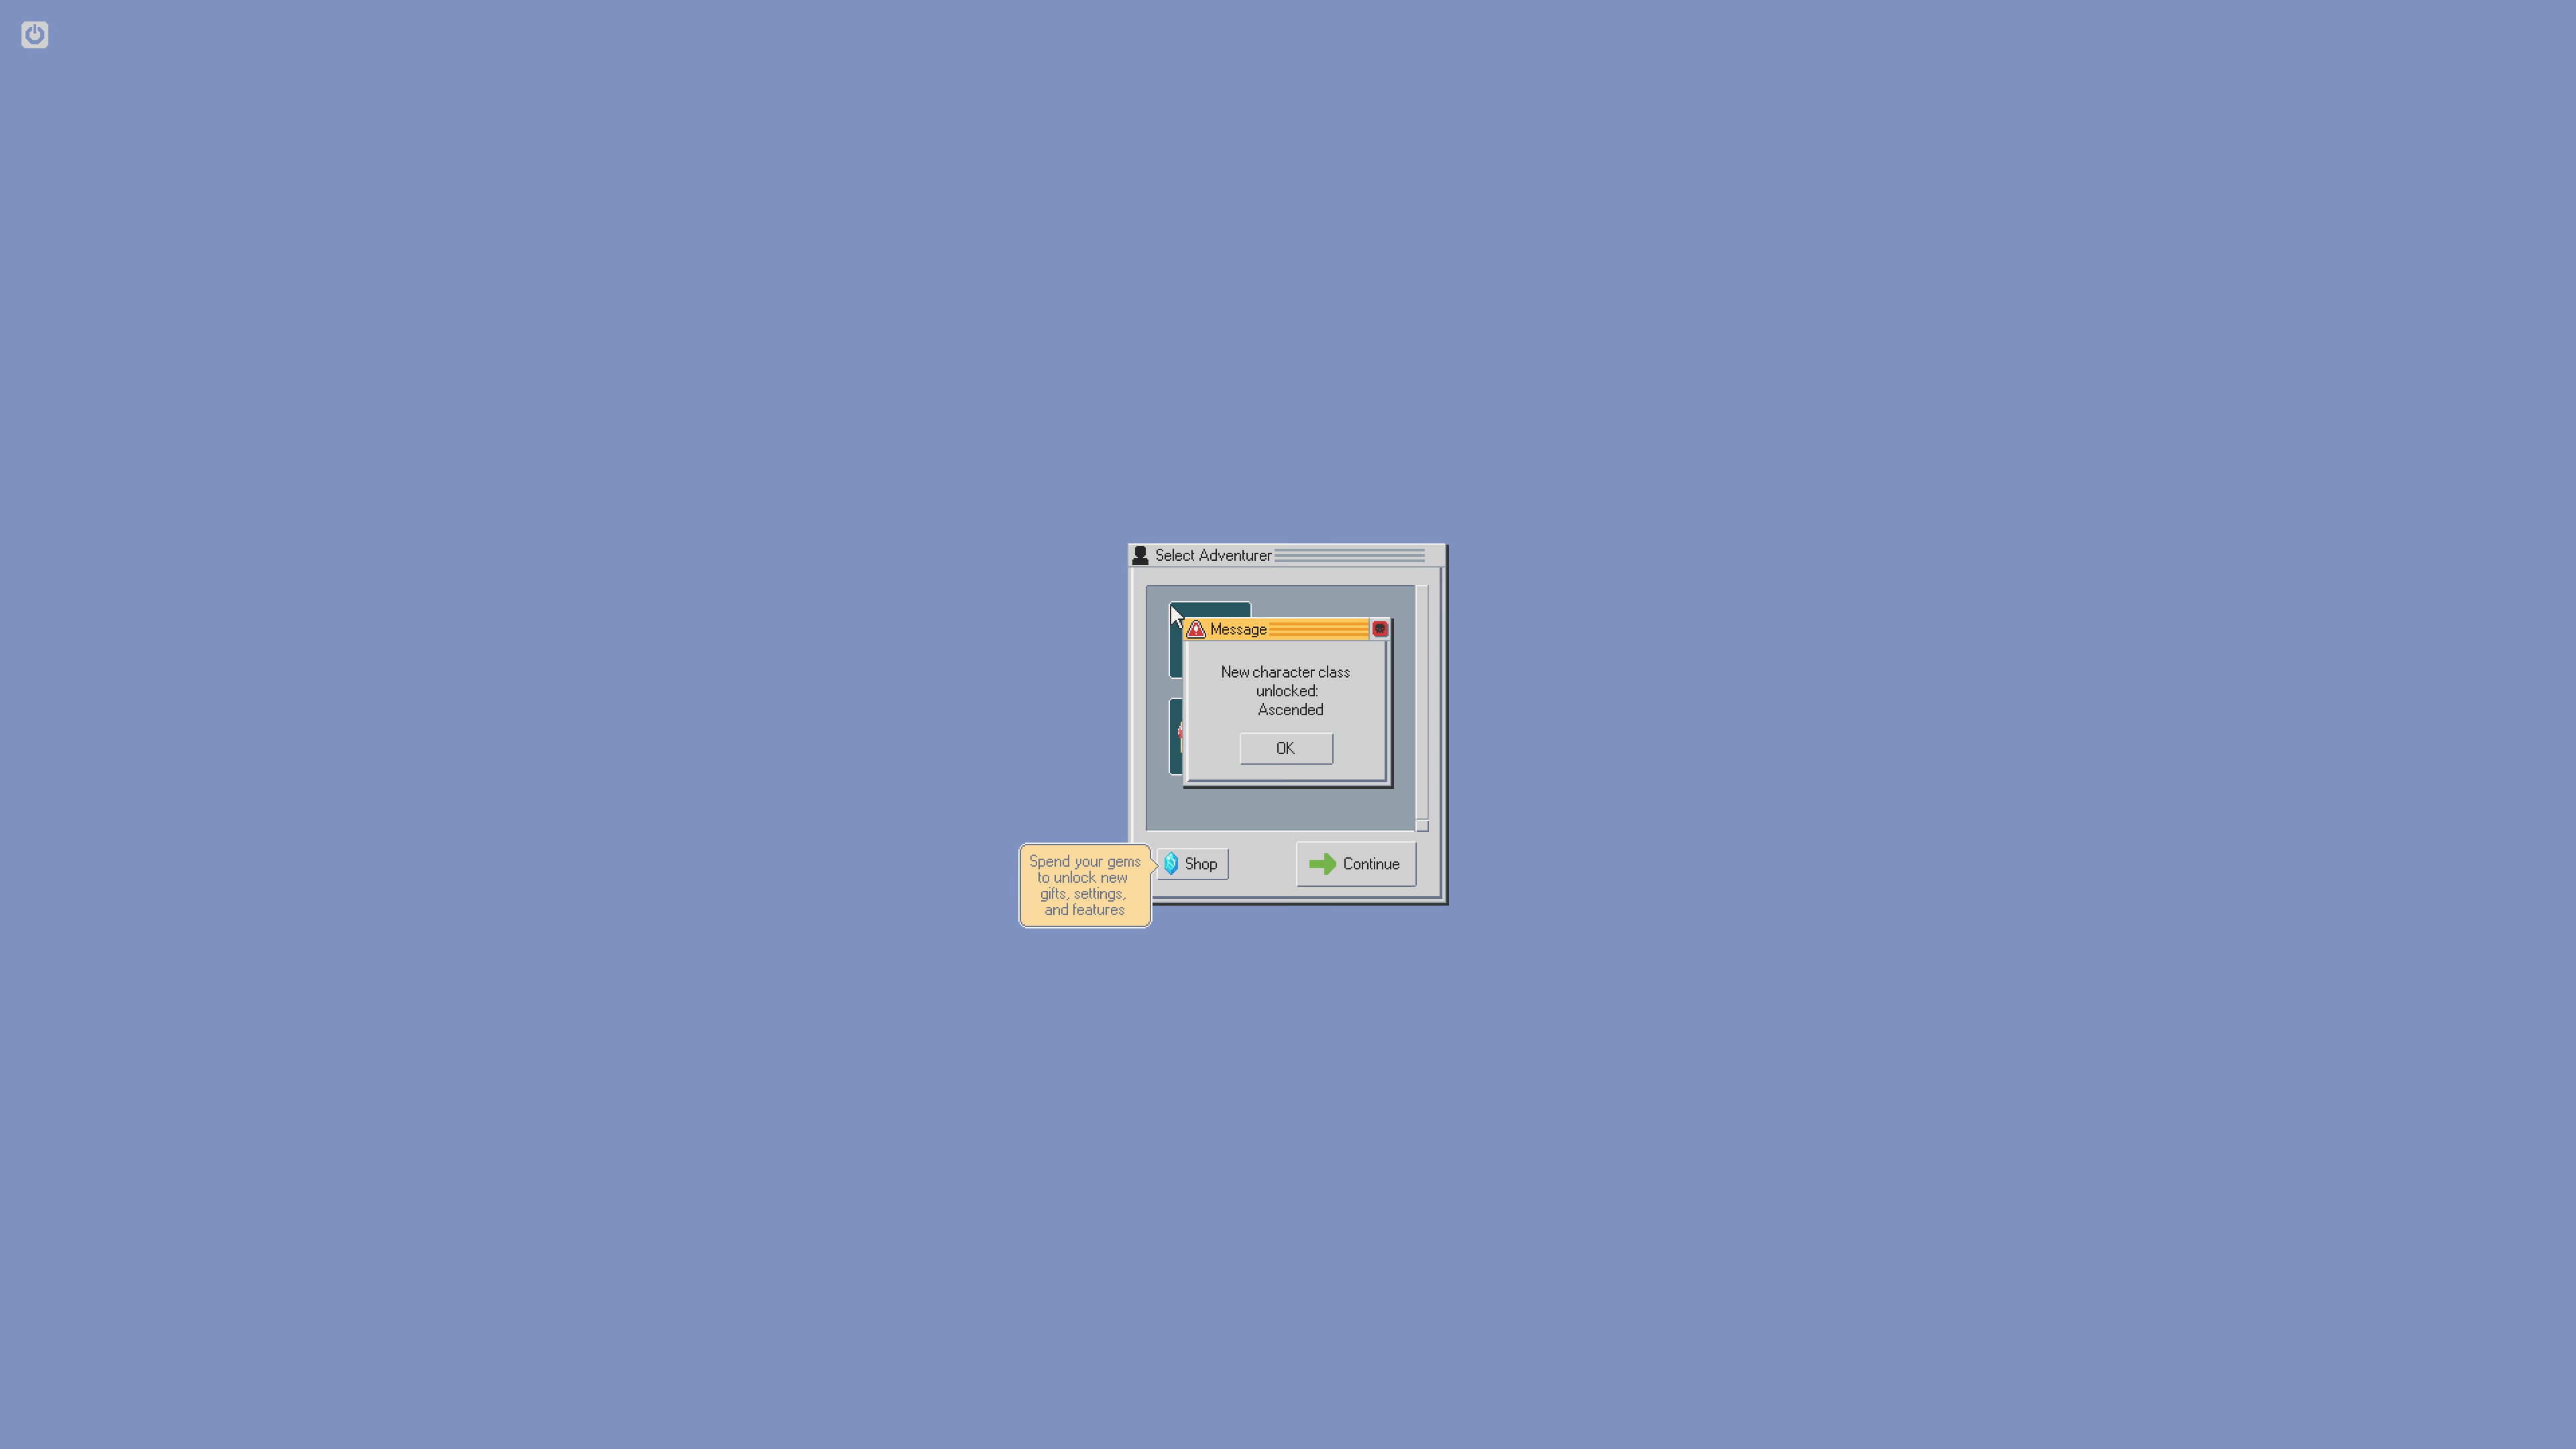 Select Adventurer
Message
New character class
unlocked:
Ascended
OK
Spend your gems
to unlock new
gifts, settings,
and features
Shop
Continue